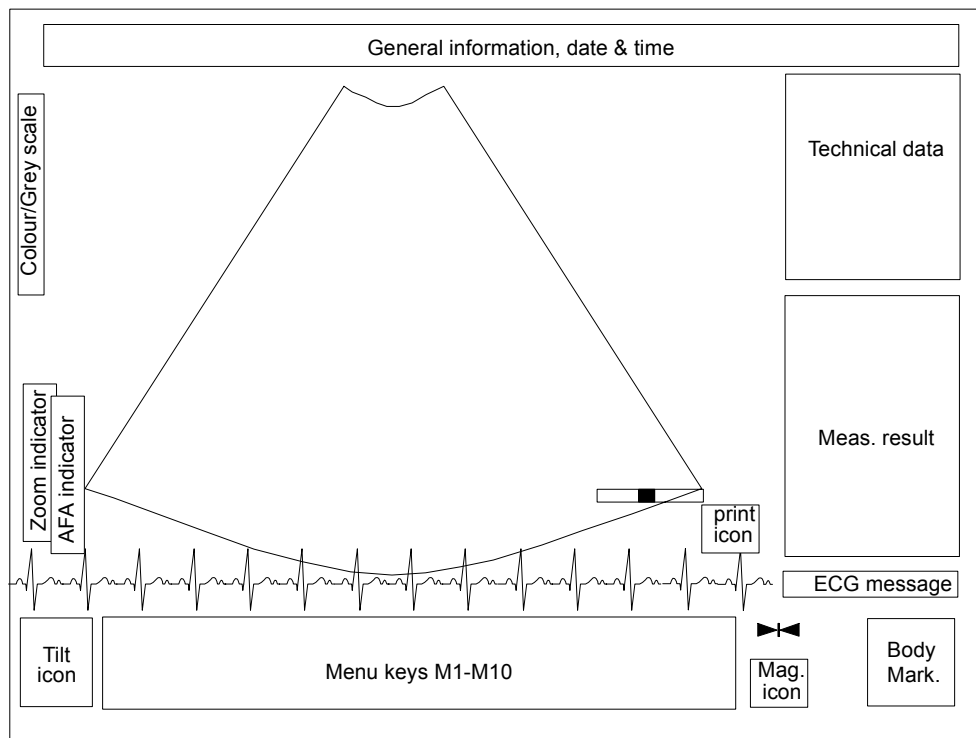 General information, date & time
Colour/Grey scale
Technical data
Zoom indicator
AFA indicator
Meas. result
print
icon
ECG message
Tilt
icon
Menu keys M1-M10
Mag.
icon
Body
Mark.